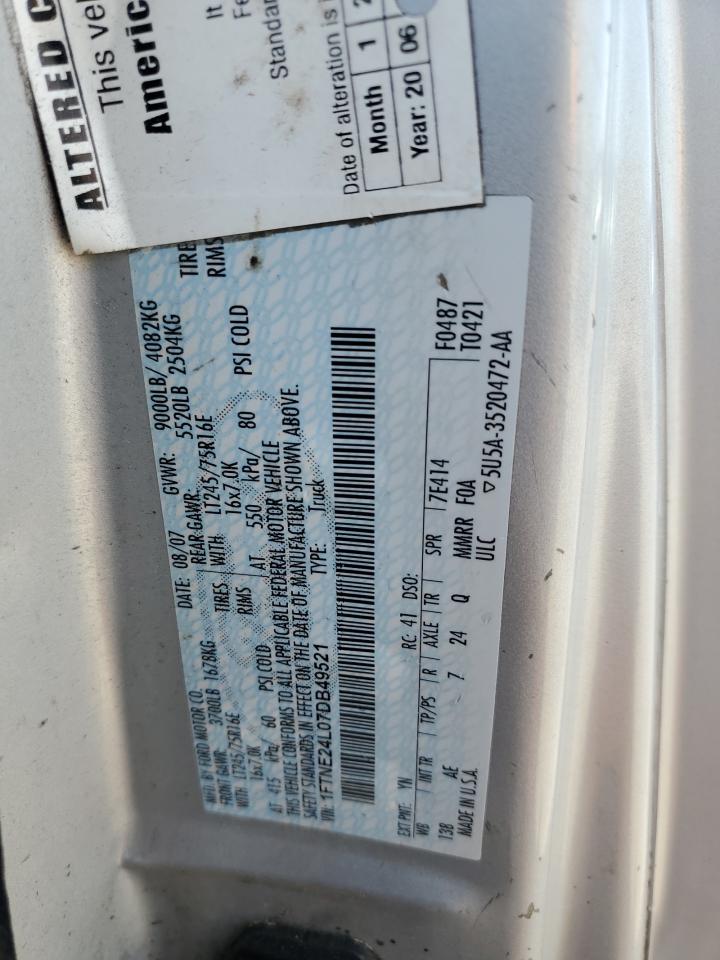 ALTERED C
This vel
Americ
It
Fe
Standar
Date of alteration is
Month 1 2
Year: 20 06
MFD. BY FORD MOTOR CO.
DATE: 08/07 GVWR: 9000LB/ 4082KG
FRONT GAWR: 3700LB 1678KG REAR GAWR: 5520LB 2504KG
WITH LT245/75R16E TIRES WITH LT245/75R16E TIRE
16x7.0K RIMS 16x7.0K RIMS
AT 415 kPa/ 60 PSI COLD AT 550 kPa/ 80 PSI COLD
THIS VEHICLE CONFORMS TO ALL APPLICABLE FEDERAL MOTOR VEHICLE
SAFETY STANDARDS IN EFFECT ON THE DATE OF MANUFACTURE SHOWN ABOVE.
VIN: 1FTNE24L07DB49521 TYPE: Truck
F0487
T0421
EXT PNT: YN RC: 41 DSO:
WB INT TR TP/PS R AXLE TR SPR 7E414
138 AE 7 24 Q MMRR F0A
MADE IN U.S.A. ULC ▽5U5A-3520472-AA